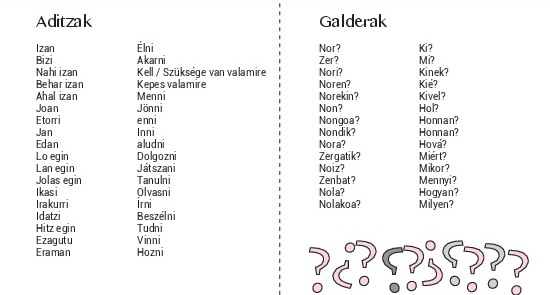 Aditzak
Izan Élni
Bizi Akarni
Nahi izan Kell / Szüksége van valamire
Behar izan Kepes valamire
Ahal izan Menni
Joan Jönni
Etorri enni
Jan Inni
Edan aludni
Lo egin Dolgozni
Lan egin Játszani
Jolas egin Tanulni
Ikasi Olvasni
Irakurri Írni
Idatzi Beszélni
Hitz egin Tudni
Ezagutu Vinni
Eraman Hozni
Galderak
Nor? Ki?
Zer? Mi?
Nori? Kinek?
Noren? Kié?
Norekin? Kivel?
Non? Hol?
Nongoa? Honnan?
Nondik? Honnan?
Nora? Hová?
Zergatik? Miért?
Noiz? Mikor?
Zenbat? Mennyi?
Nola? Hogyan?
Nolakoa? Milyen?